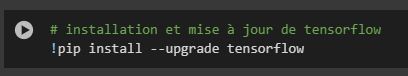 # installation et mise à jour de tensorflow
!pip install --upgrade tensorflow